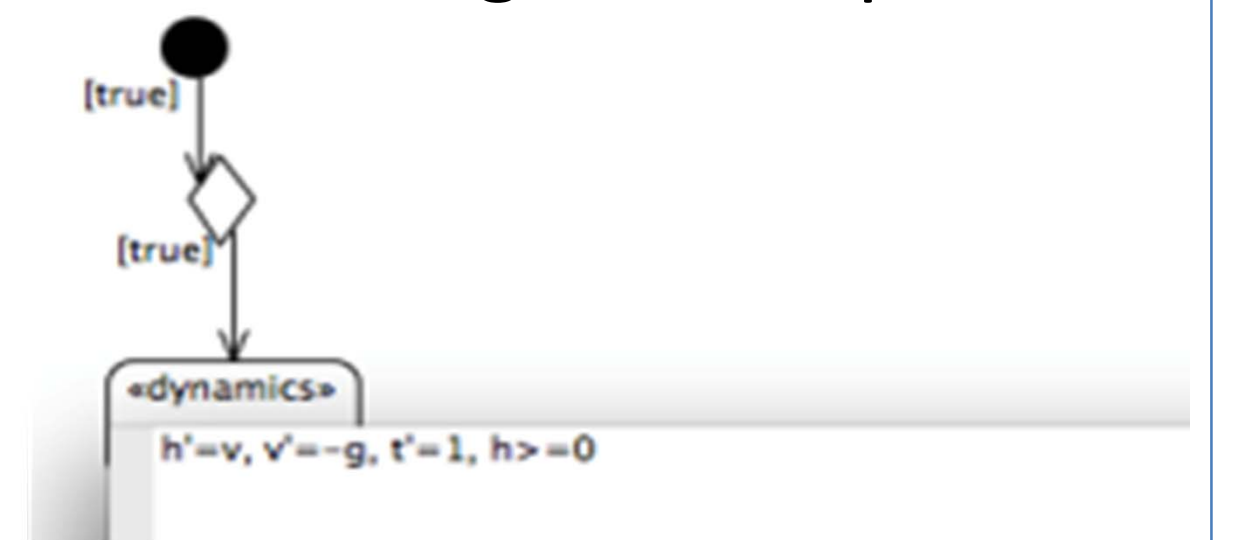 [true]
[true]
«dynamics»
h'=v, v'=-g, t'=1, h>=0